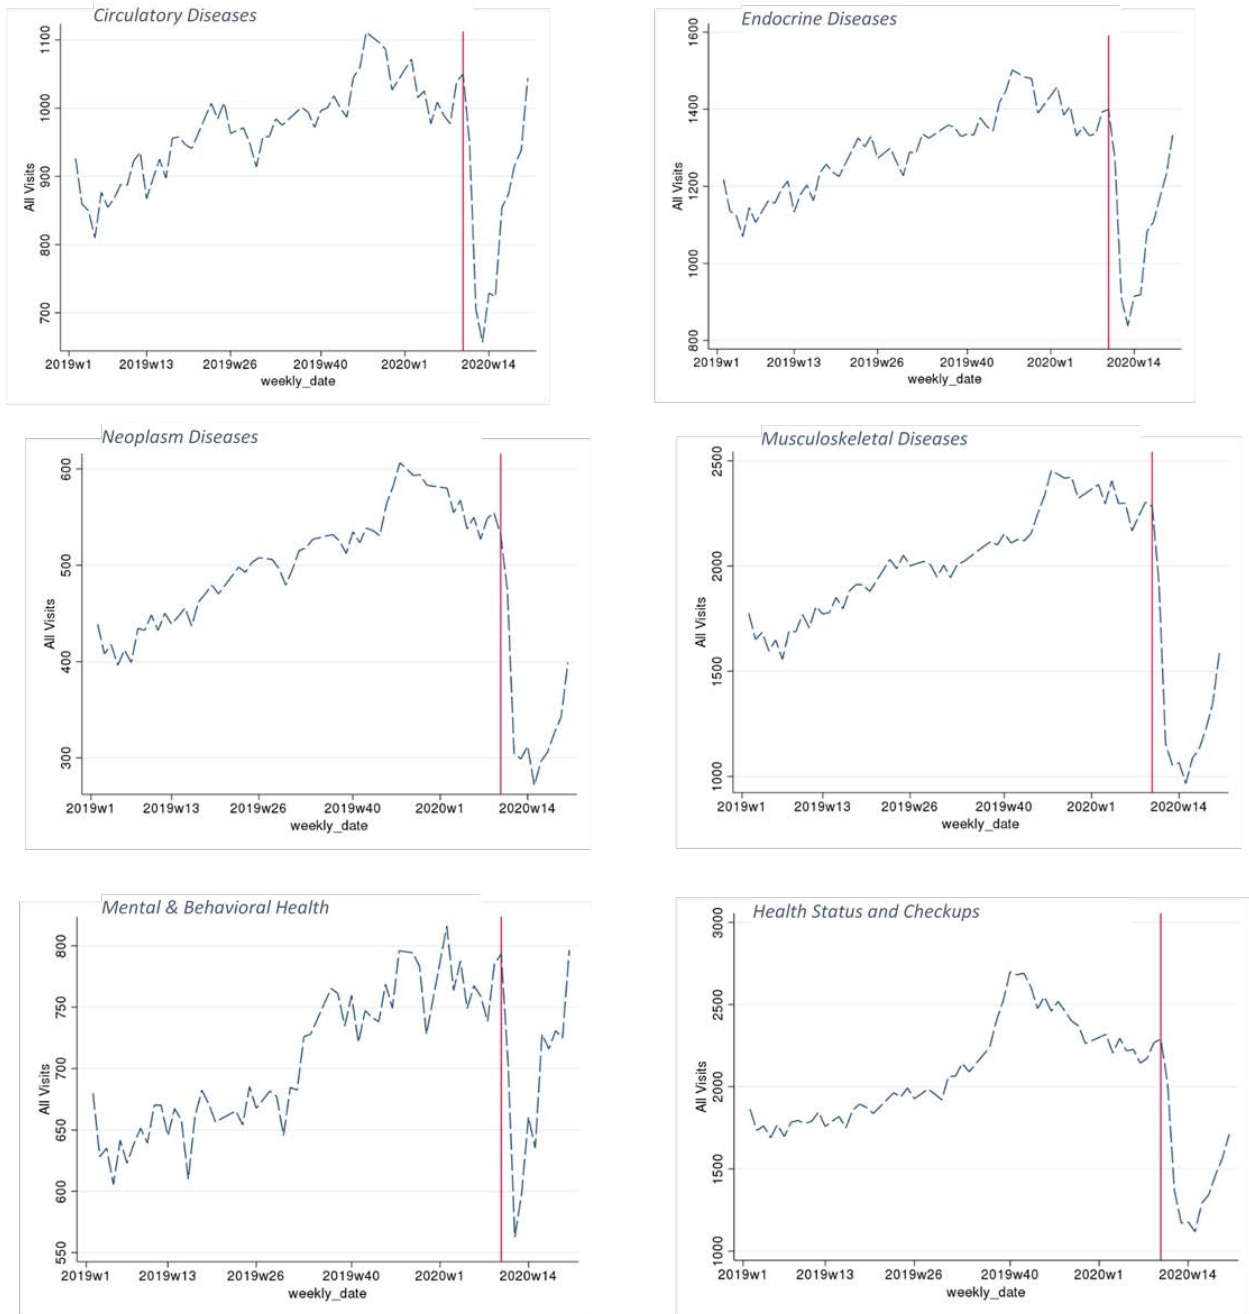 Circulatory Diseases
All Visits
1100
1000
900
800
700
2019w1 2019w13 2019w26 2019w40 2020w1 2020w14
weekly_date
Endocrine Diseases
All Visits
1600
1400
1200
1000
800
2019w1 2019w13 2019w26 2019w40 2020w1 2020w14
weekly_date
Neoplasm Diseases
All Visits
600
500
400
300
2019w1 2019w13 2019w26 2019w40 2020w1 2020w14
weekly_date
Musculoskeletal Diseases
All Visits
2500
2000
1500
1000
2019w1 2019w13 2019w26 2019w40 2020w1 2020w14
weekly_date
Mental & Behavioral Health
All Visits
800
750
700
650
600
550
2019w1 2019w13 2019w26 2019w40 2020w1 2020w14
weekly_date
Health Status and Checkups
All Visits
3000
2500
2000
1500
1000
2019w1 2019w13 2019w26 2019w40 2020w1 2020w14
weekly_date